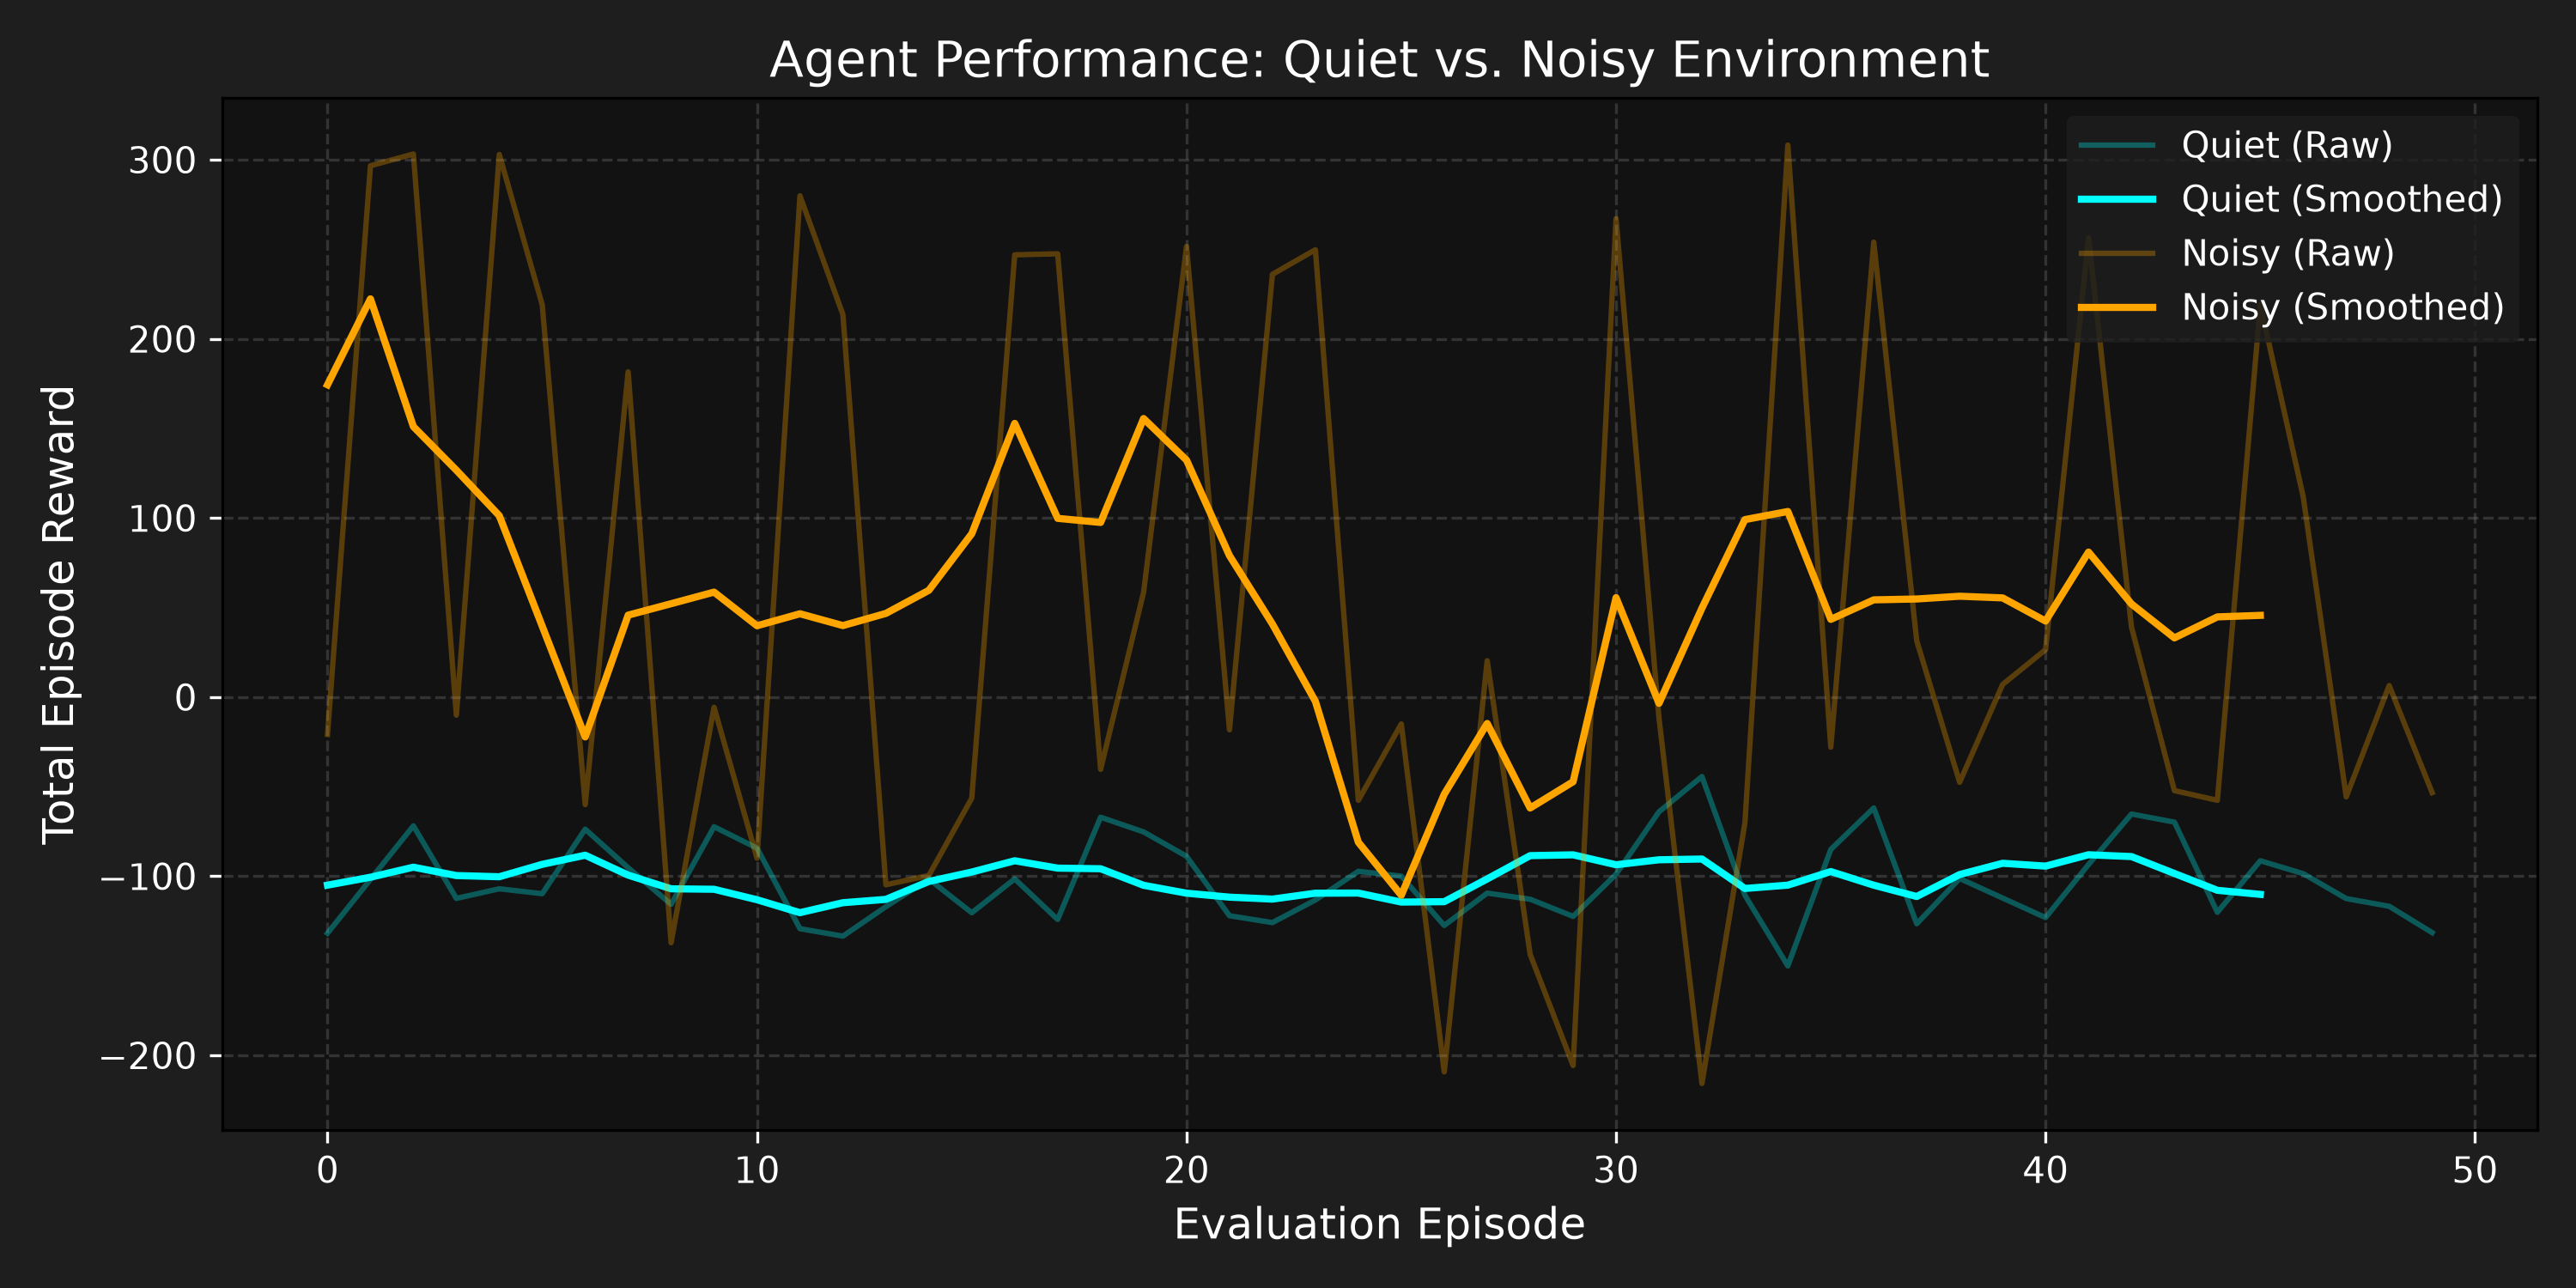 Agent Performance: Quiet vs. Noisy Environment
Quiet (Raw)
Quiet (Smoothed)
Noisy (Raw)
Noisy (Smoothed)
Total Episode Reward
300
200
100
0
−100
−200
0 10 20 30 40 50
Evaluation Episode